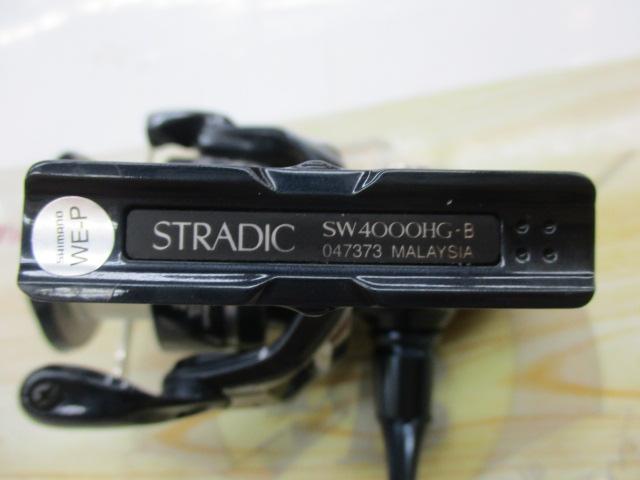 SHIMANO
WE-P
STRADIC
SW4000HG-B
047373 MALAYSIA